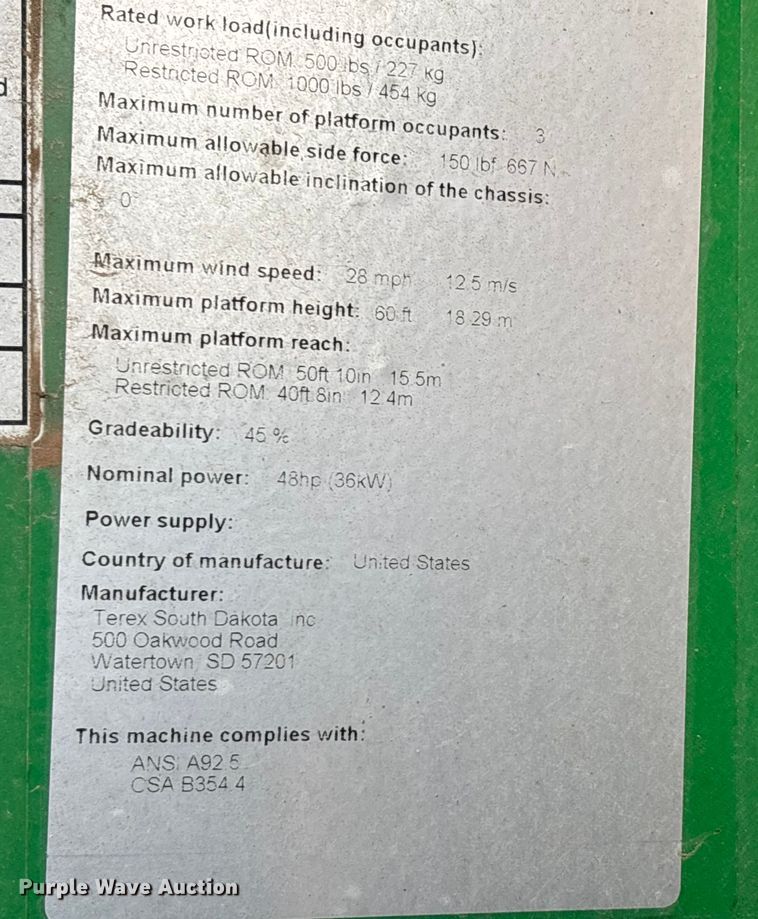 Rated work load(including occupants):
Unrestricted ROM: 500 lbs / 227 kg
Restricted ROM: 1000 lbs / 454 kg
Maximum number of platform occupants: 3
Maximum allowable side force: 150 lbf 667 N
Maximum allowable inclination of the chassis:
0°
d
Maximum wind speed: 28 mph 12.5 m/s
Maximum platform height: 60 ft 18.29 m
Maximum platform reach:
Unrestricted ROM: 50ft 10in 15.5m
Restricted ROM: 40ft 8in 12.4m
Gradeability: 45 %
Nominal power: 48hp (36kW)
Power supply:
Country of manufacture: United States
Manufacturer:
Terex South Dakota, Inc
500 Oakwood Road
Watertown, SD 57201
United States
This machine complies with:
ANSI A92.5
CSA B354.4
Purple Wave Auction